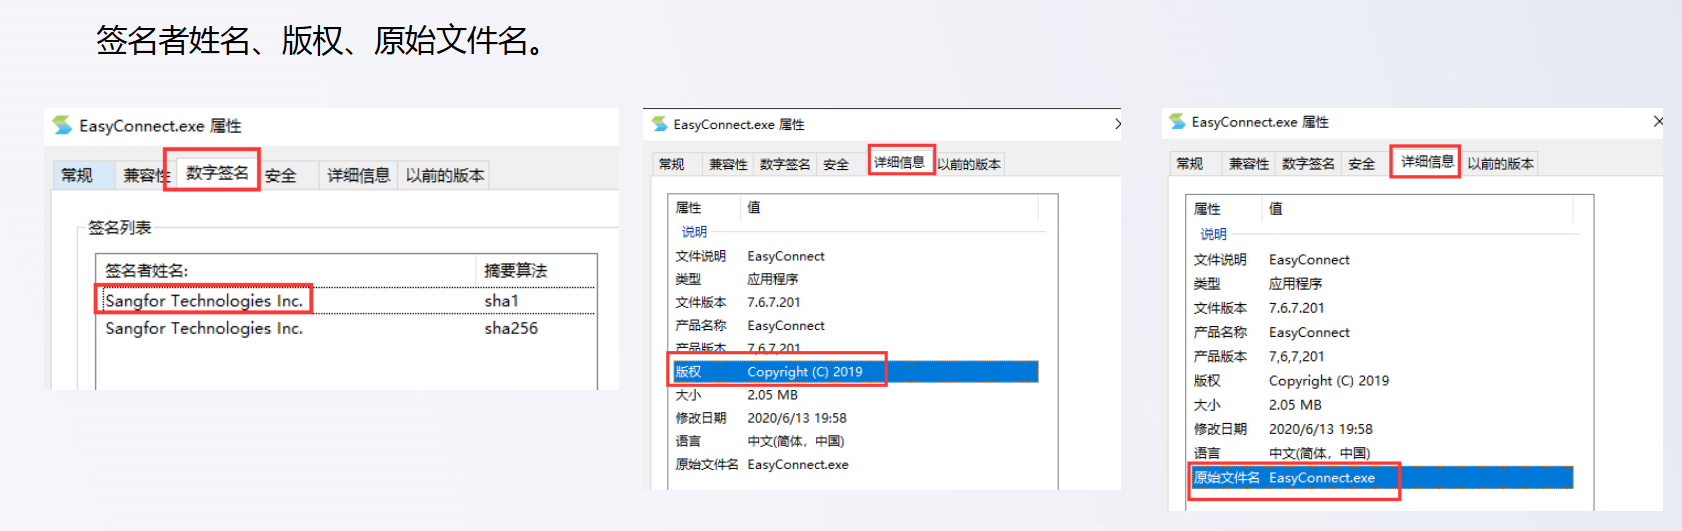 签名者姓名、版权、原始文件名。
EasyConnect.exe 属性
常规 兼容性 数字签名 安全 详细信息 以前的版本
签名列表
签名者姓名: 摘要算法
Sangfor Technologies Inc. sha1
Sangfor Technologies Inc. sha256
EasyConnect.exe 属性
常规 兼容性 数字签名 安全 详细信息 以前的版本
属性 值
说明
文件说明 EasyConnect
类型 应用程序
文件版本 7.6.7.201
产品名称 EasyConnect
产品版本 7,6,7,201
版权 Copyright (C) 2019
大小 2.05 MB
修改日期 2020/6/13 19:58
语言 中文(简体，中国)
原始文件名 EasyConnect.exe
EasyConnect.exe 属性
常规 兼容性 数字签名 安全 详细信息 以前的版本
属性 值
说明
文件说明 EasyConnect
类型 应用程序
文件版本 7.6.7.201
产品名称 EasyConnect
产品版本 7,6,7,201
版权 Copyright (C) 2019
大小 2.05 MB
修改日期 2020/6/13 19:58
语言 中文(简体，中国)
原始文件名 EasyConnect.exe